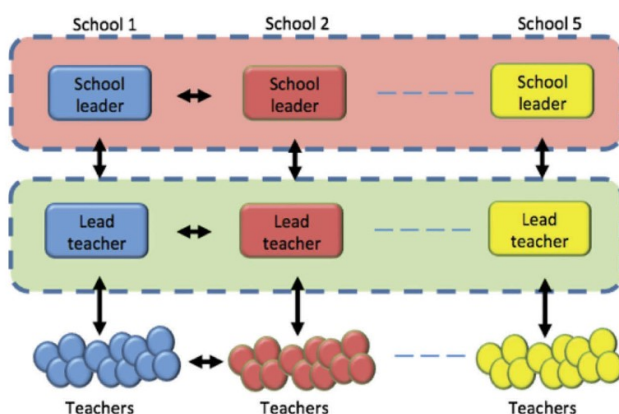 School 1 School 2 School 5
School
leader
School
leader
School
leader
Lead
teacher
Lead
teacher
Lead
teacher
Teachers Teachers Teachers